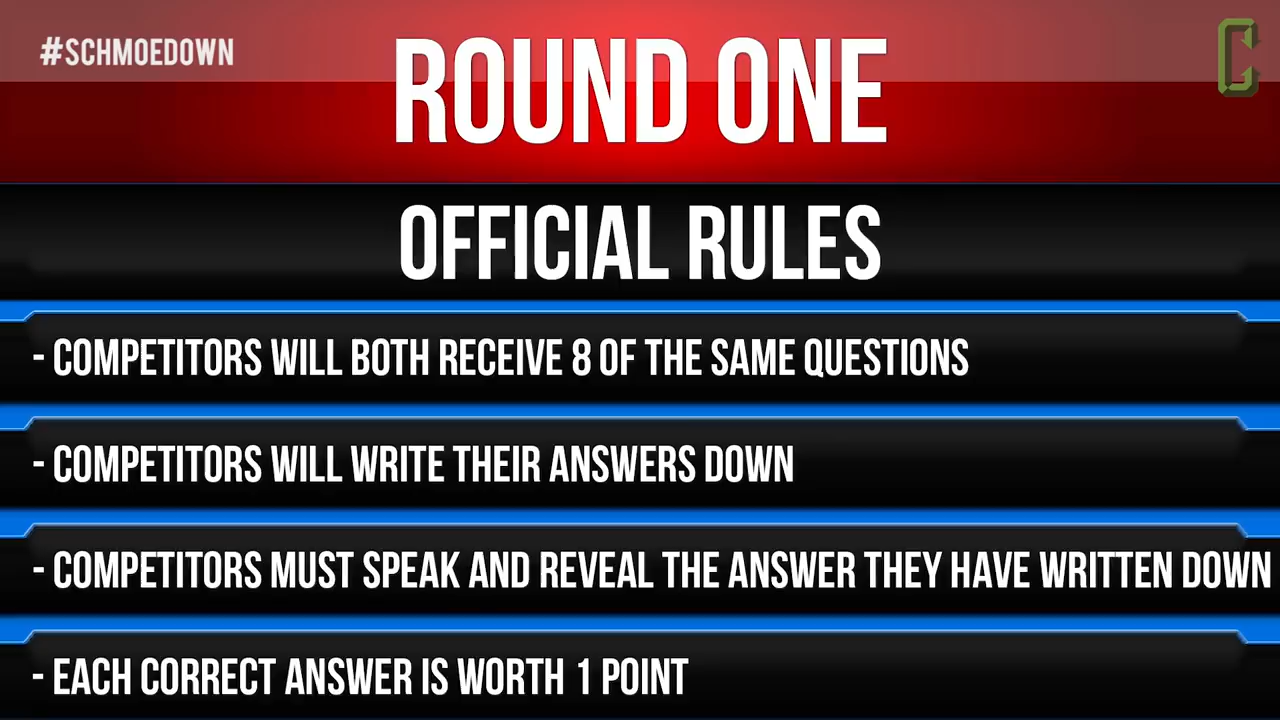 #SCHMOEDOWN
ROUND ONE
OFFICIAL RULES
- COMPETITORS WILL BOTH RECEIVE 8 OF THE SAME QUESTIONS
- COMPETITORS WILL WRITE THEIR ANSWERS DOWN
- COMPETITORS MUST SPEAK AND REVEAL THE ANSWER THEY HAVE WRITTEN DOWN
- EACH CORRECT ANSWER IS WORTH 1 POINT